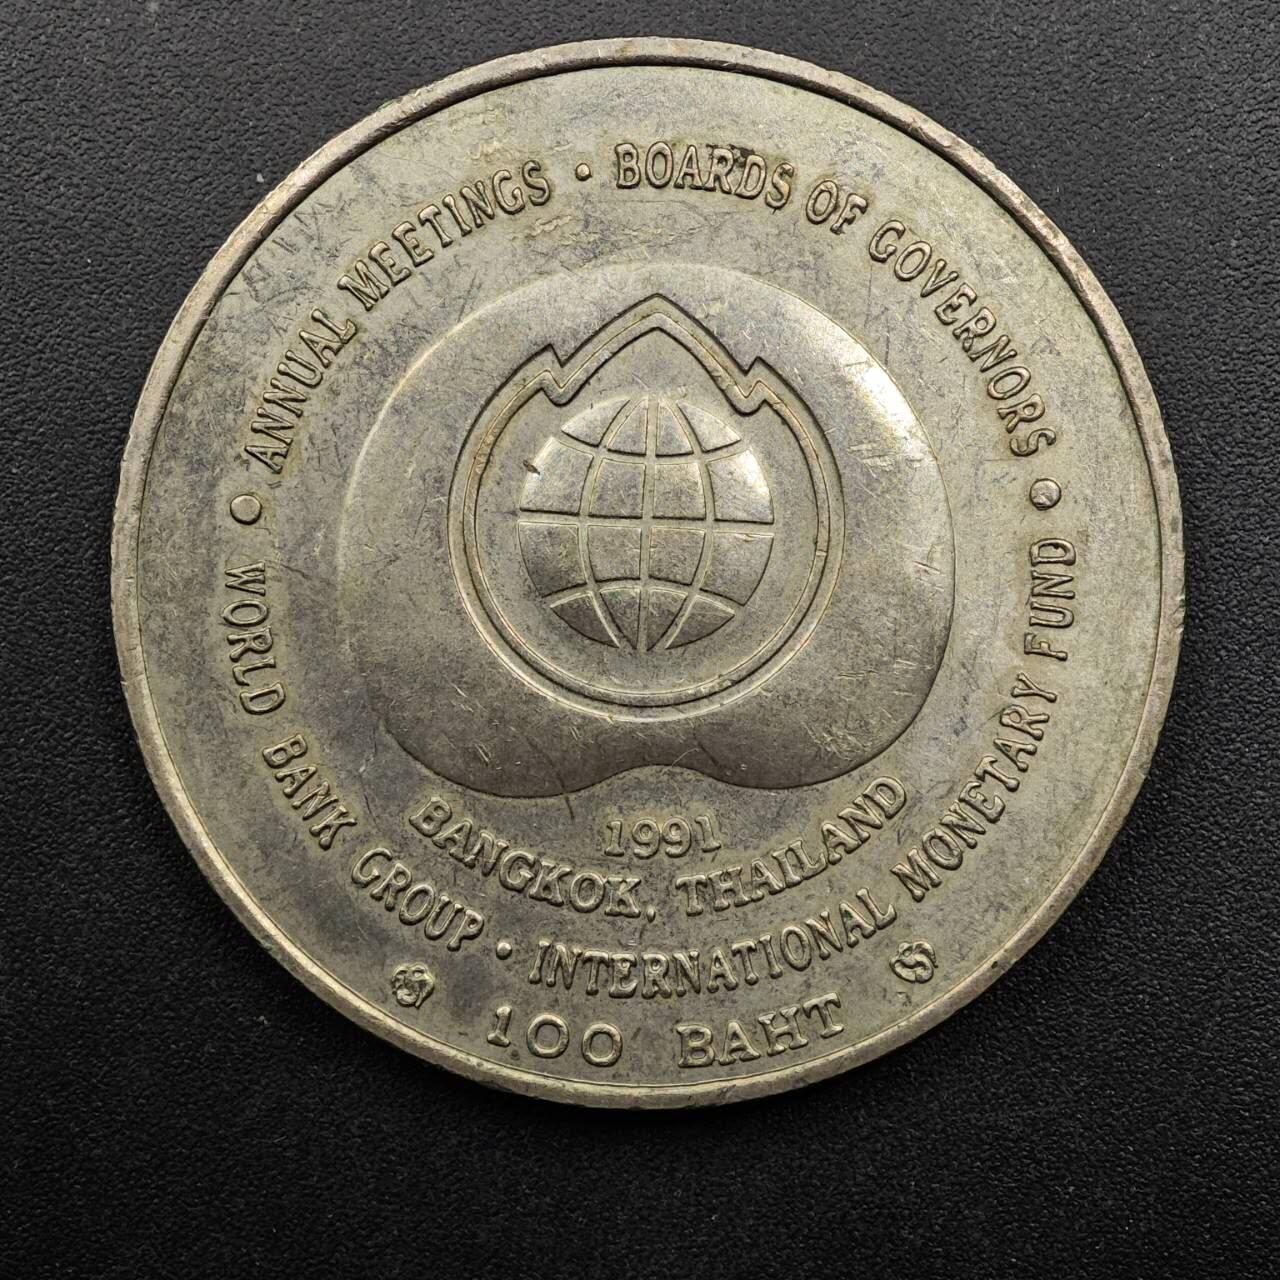 ANNUAL MEETINGS · BOARDS OF GOVERNORS
WORLD BANK GROUP · INTERNATIONAL MONETARY FUND
1991
BANGKOK, THAILAND
100 BAHT